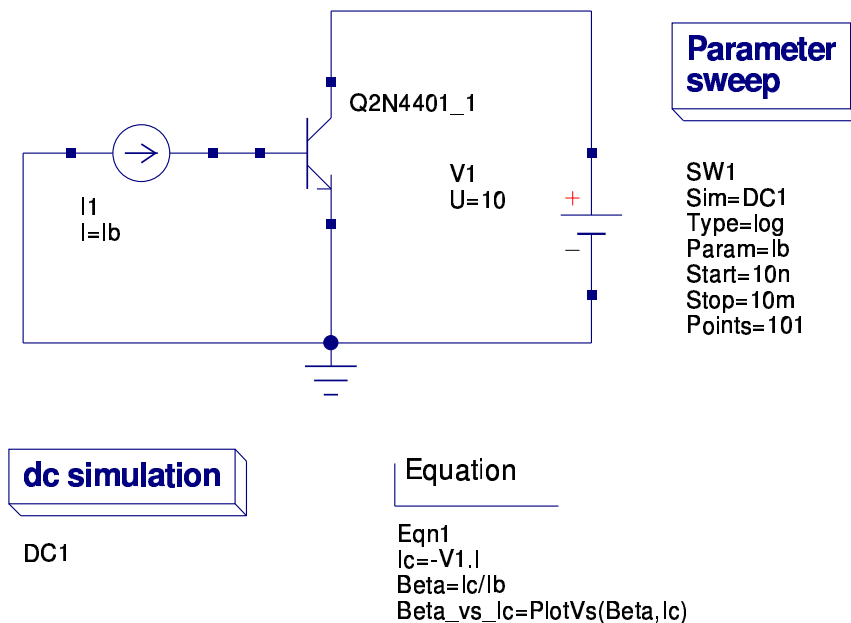 Parameter
sweep
Q2N4401_1
V1
U=10
I1
I=Ib
+
−
SW1
Sim=DC1
Type=log
Param=Ib
Start=10n
Stop=10m
Points=101
dc simulation
DC1
Equation
Eqn1
Ic=-V1.I
Beta=Ic/Ib
Beta_vs_Ic=PlotVs(Beta,Ic)